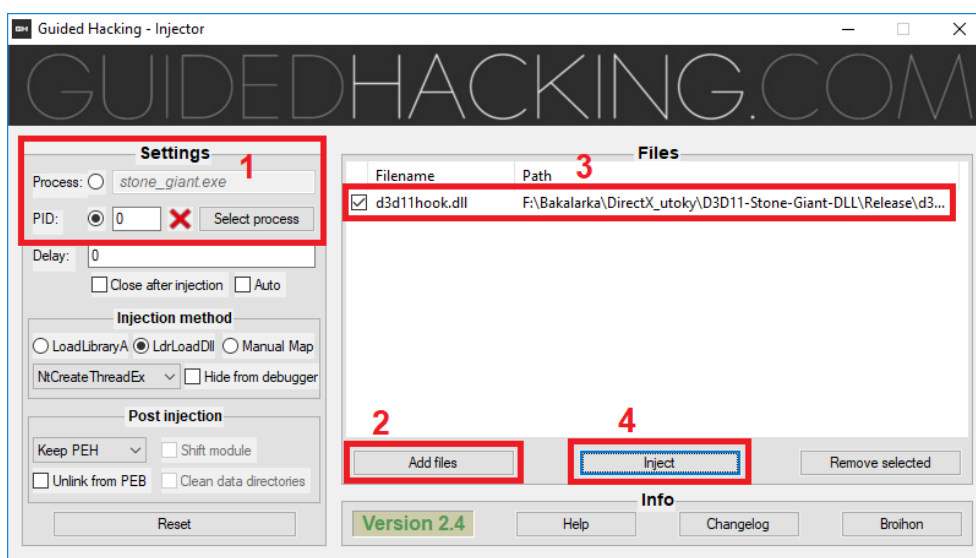 Guided Hacking - Injector
GUIDEDHACKING.COM
Settings
1
Process:
stone_giant.exe
PID:
0
Select process
Delay:
0
Close after injection
Auto
Injection method
LoadLibraryA
LdrLoadDll
Manual Map
NtCreateThreadEx
Hide from debugger
Post injection
Keep PEH
Shift module
Unlink from PEB
Clean data directories
Reset
Files
3
Filename
Path
d3d11hook.dll
F:\Bakalarka\DirectX_utoky\D3D11-Stone-Giant-DLL\Release\d3...
2
4
Add files
Inject
Remove selected
Info
Version 2.4
Help
Changelog
Broihon